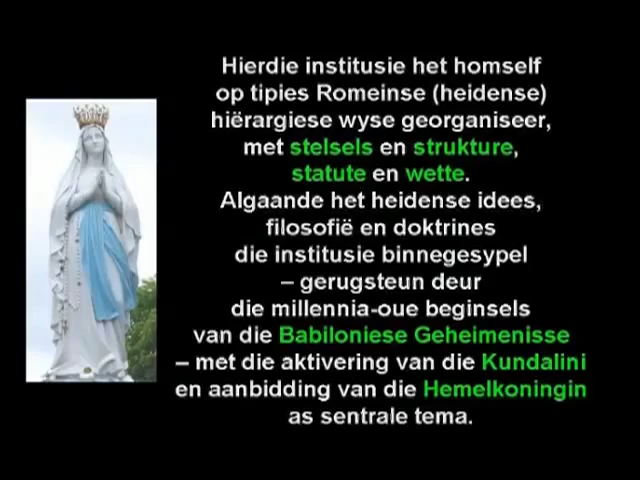 Hierdie institusie het homself
op tipies Romeinse (heidense)
hiërargiese wyse georganiseer,
met stelsels en strukture,
statute en wette.
Algaande het heidense idees,
filosofië en doktrines
die institusie binnegesypel
– gerugsteun deur
die millennia-oue beginsels
van die Babiloniese Geheimenisse
– met die aktivering van die Kundalini
en aanbidding van die Hemelkoningin
as sentrale tema.